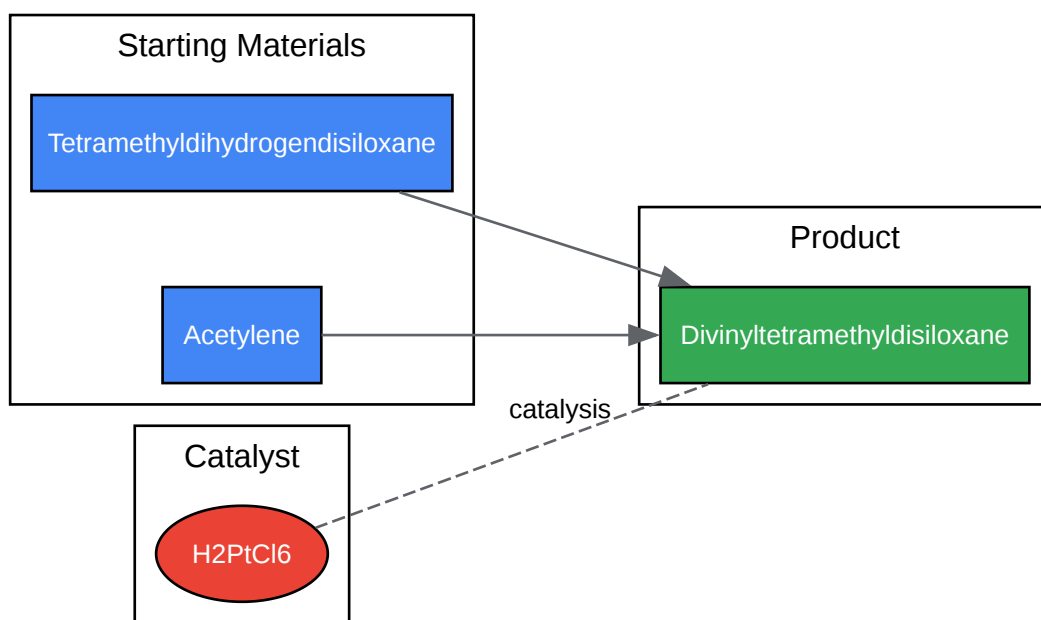 Starting Materials
Tetramethyldihydrogendisiloxane
Acetylene
Product
Divinyltetramethyldisiloxane
catalysis
Catalyst
H2PtCl6